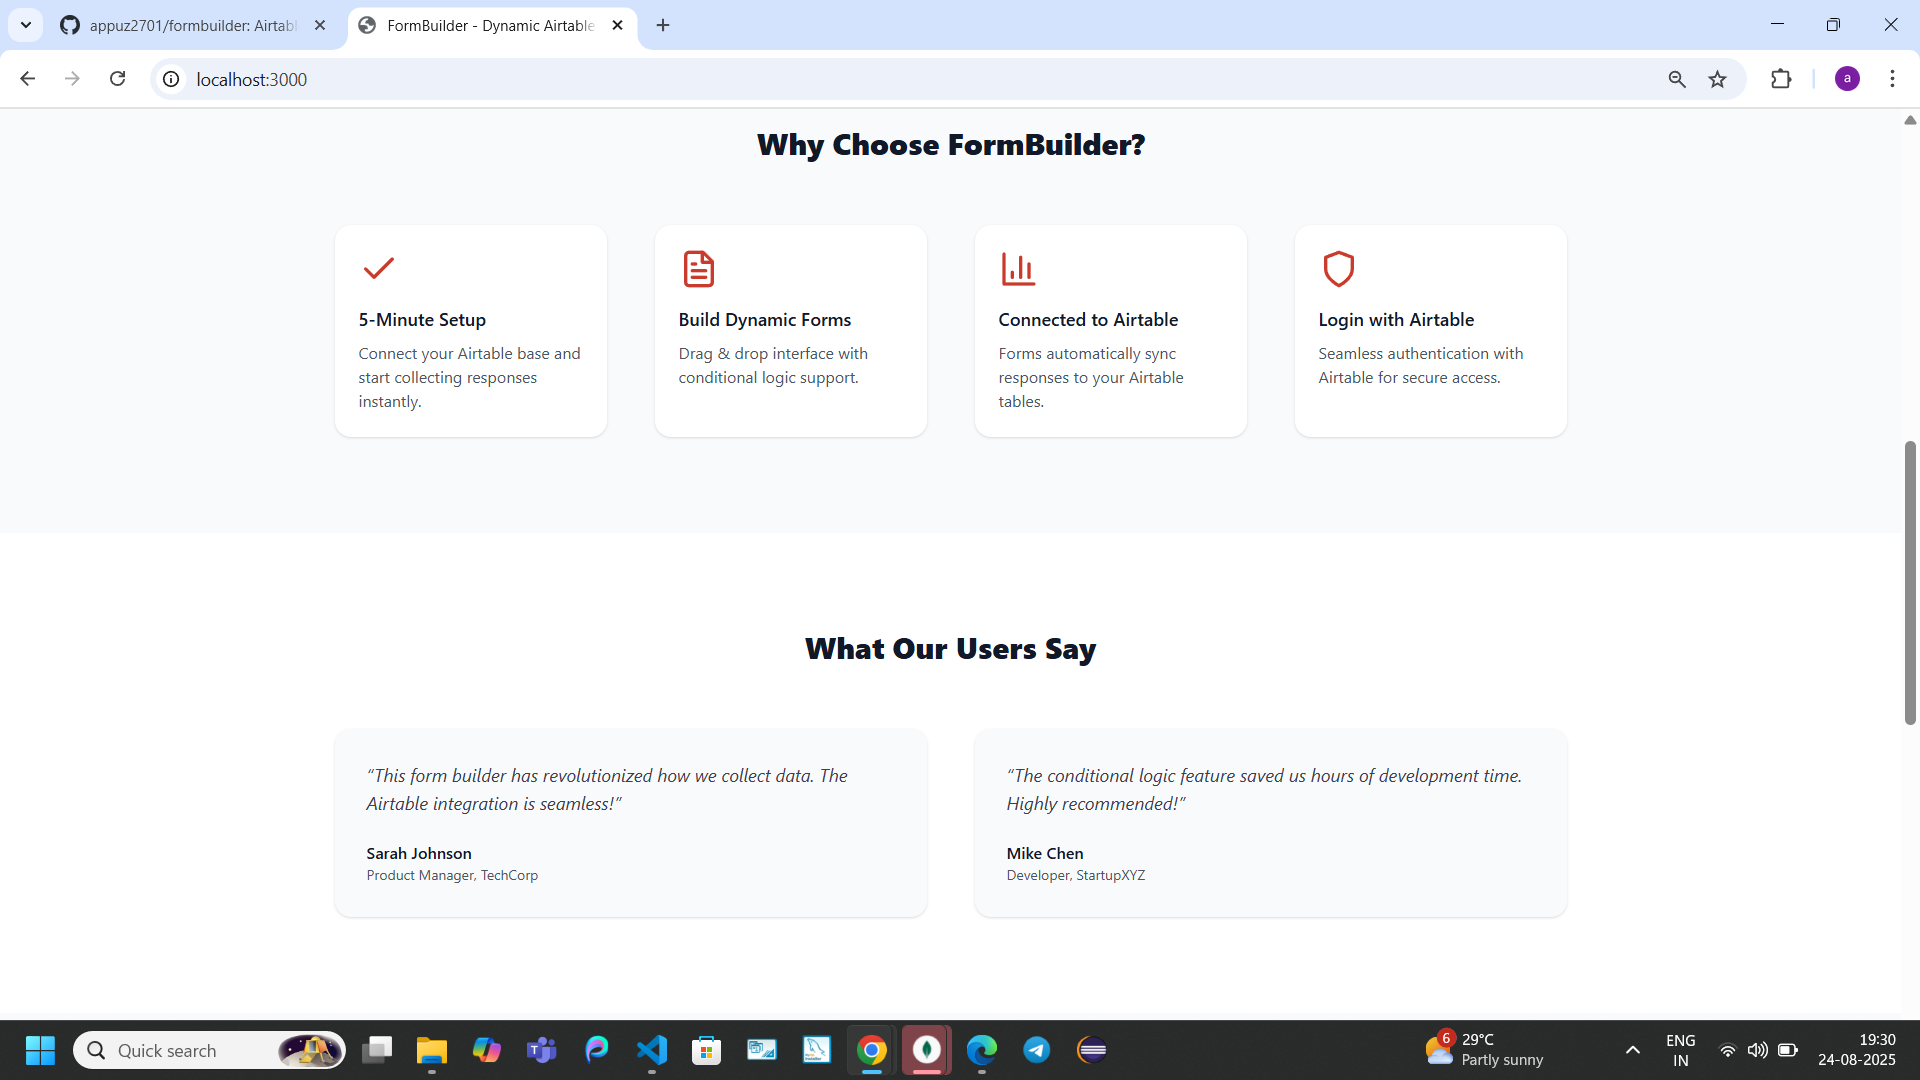 appuz2701/formbuilder: Airtabl
FormBuilder - Dynamic Airtable
localhost:3000
a
Why Choose FormBuilder?
5-Minute Setup
Connect your Airtable base and
start collecting responses
instantly.
Build Dynamic Forms
Drag & drop interface with
conditional logic support.
Connected to Airtable
Forms automatically sync
responses to your Airtable
tables.
Login with Airtable
Seamless authentication with
Airtable for secure access.
What Our Users Say
“This form builder has revolutionized how we collect data. The
Airtable integration is seamless!”
Sarah Johnson
Product Manager, TechCorp
“The conditional logic feature saved us hours of development time.
Highly recommended!”
Mike Chen
Developer, StartupXYZ
Quick search
6
29°C
Partly sunny
ENG
IN
19:30
24-08-2025